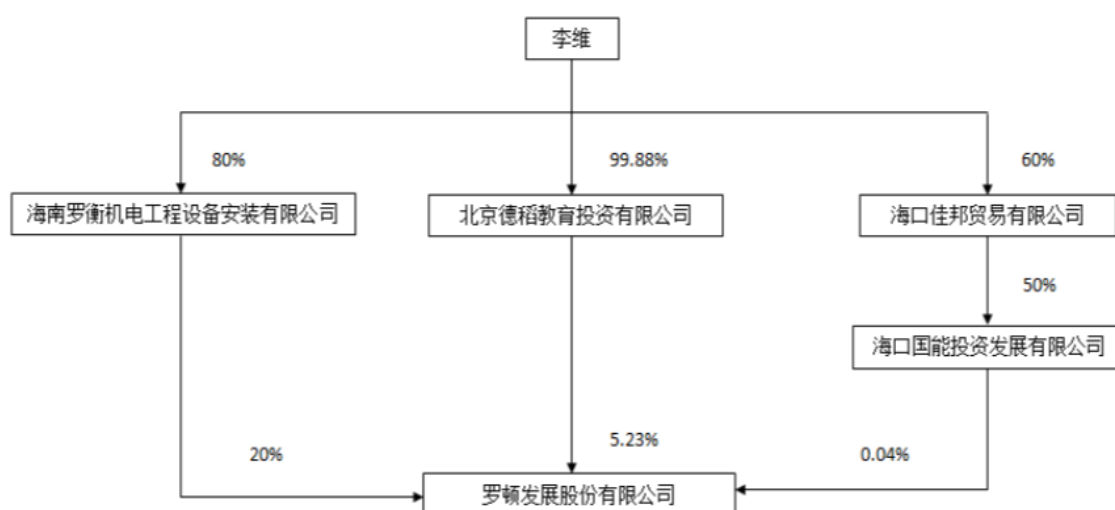 李维
80%
99.88%
60%
海南罗衡机电工程设备安装有限公司
北京德稻教育投资有限公司
海口佳邦贸易有限公司
50%
海口国能投资发展有限公司
20%
5.23%
0.04%
罗顿发展股份有限公司